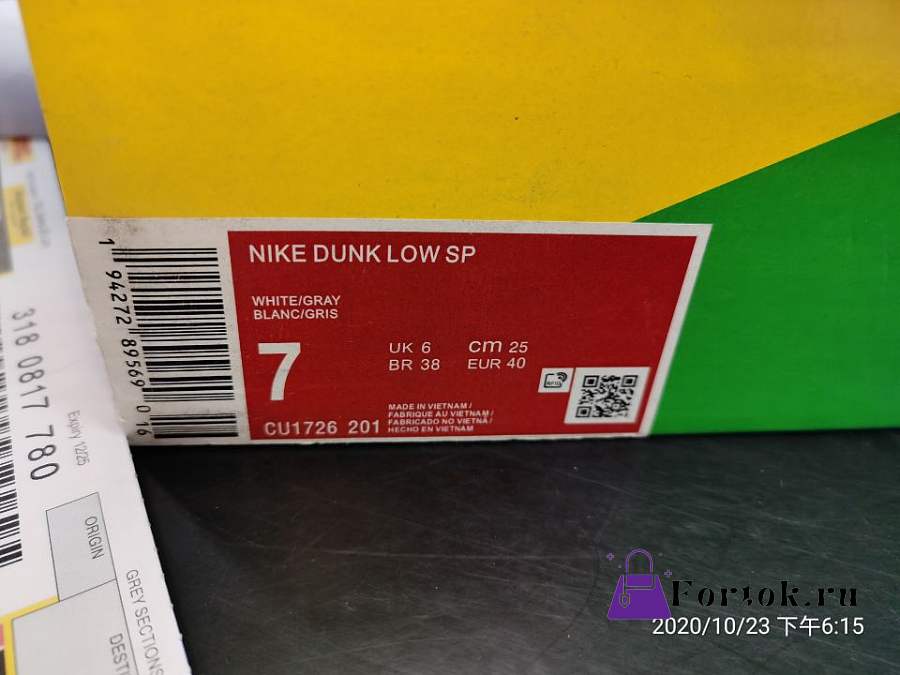 NIKE DUNK LOW SP
WHITE/GRAY
BLANC/GRIS
7
UK 6 cm 25
BR 38 EUR 40
CU1726 201
MADE IN VIETNAM /
FABRIQUE AU VIETNAM /
FABRICADO NO VIETNÃ /
HECHO EN VIETNAM
1 94272 89569 0 16
318 0817 780
Expiry 12/25
ORIGIN
GREY SECTIONS
DESTI
Fortok.ru
2020/10/23 下午6:15